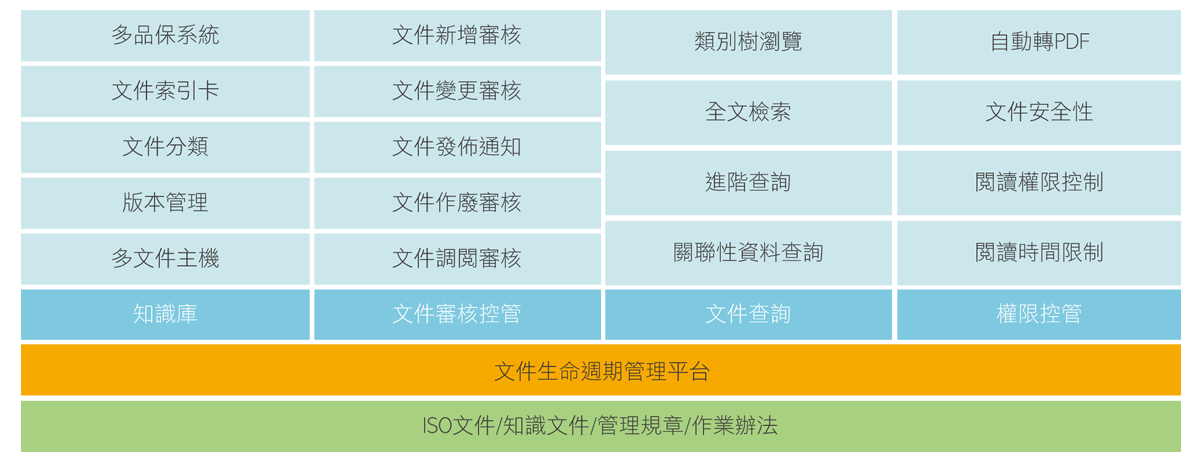 多品保系統
文件索引卡
文件分類
版本管理
多文件主機
知識庫
文件新增審核
文件變更審核
文件發佈通知
文件作廢審核
文件調閱審核
文件審核控管
類別樹瀏覽
全文檢索
進階查詢
關聯性資料查詢
文件查詢
自動轉PDF
文件安全性
閱讀權限控制
閱讀時間限制
權限控管
文件生命週期管理平台
ISO文件/知識文件/管理規章/作業辦法